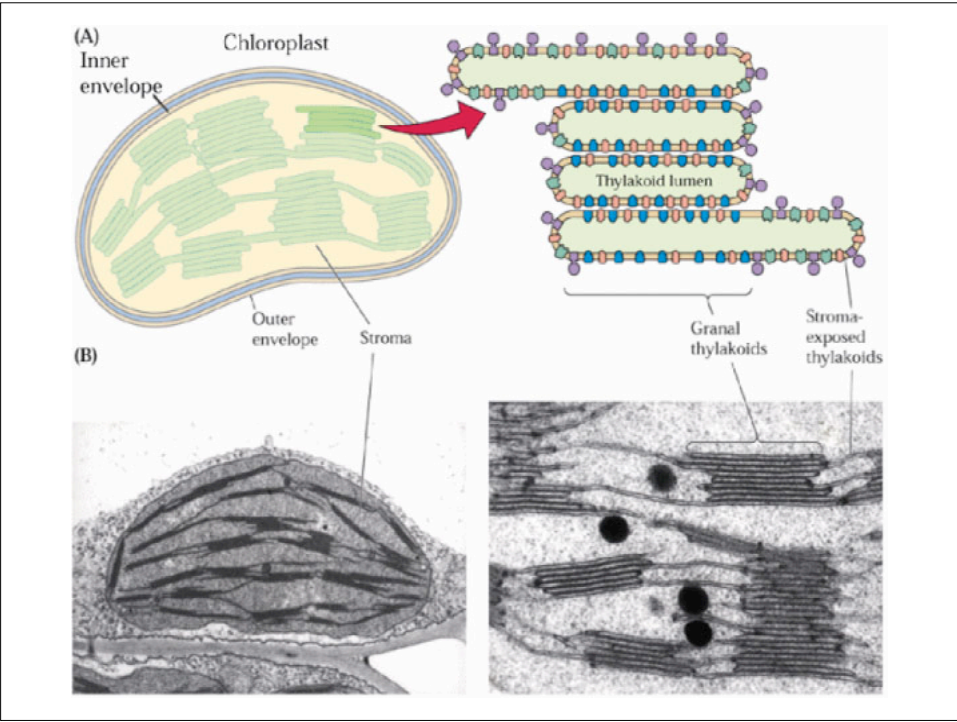 (A)
Chloroplast
Inner
envelope
Thylakoid lumen
Outer
envelope
Stroma
Granal
thylakoids
Stroma-
exposed
thylakoids
(B)